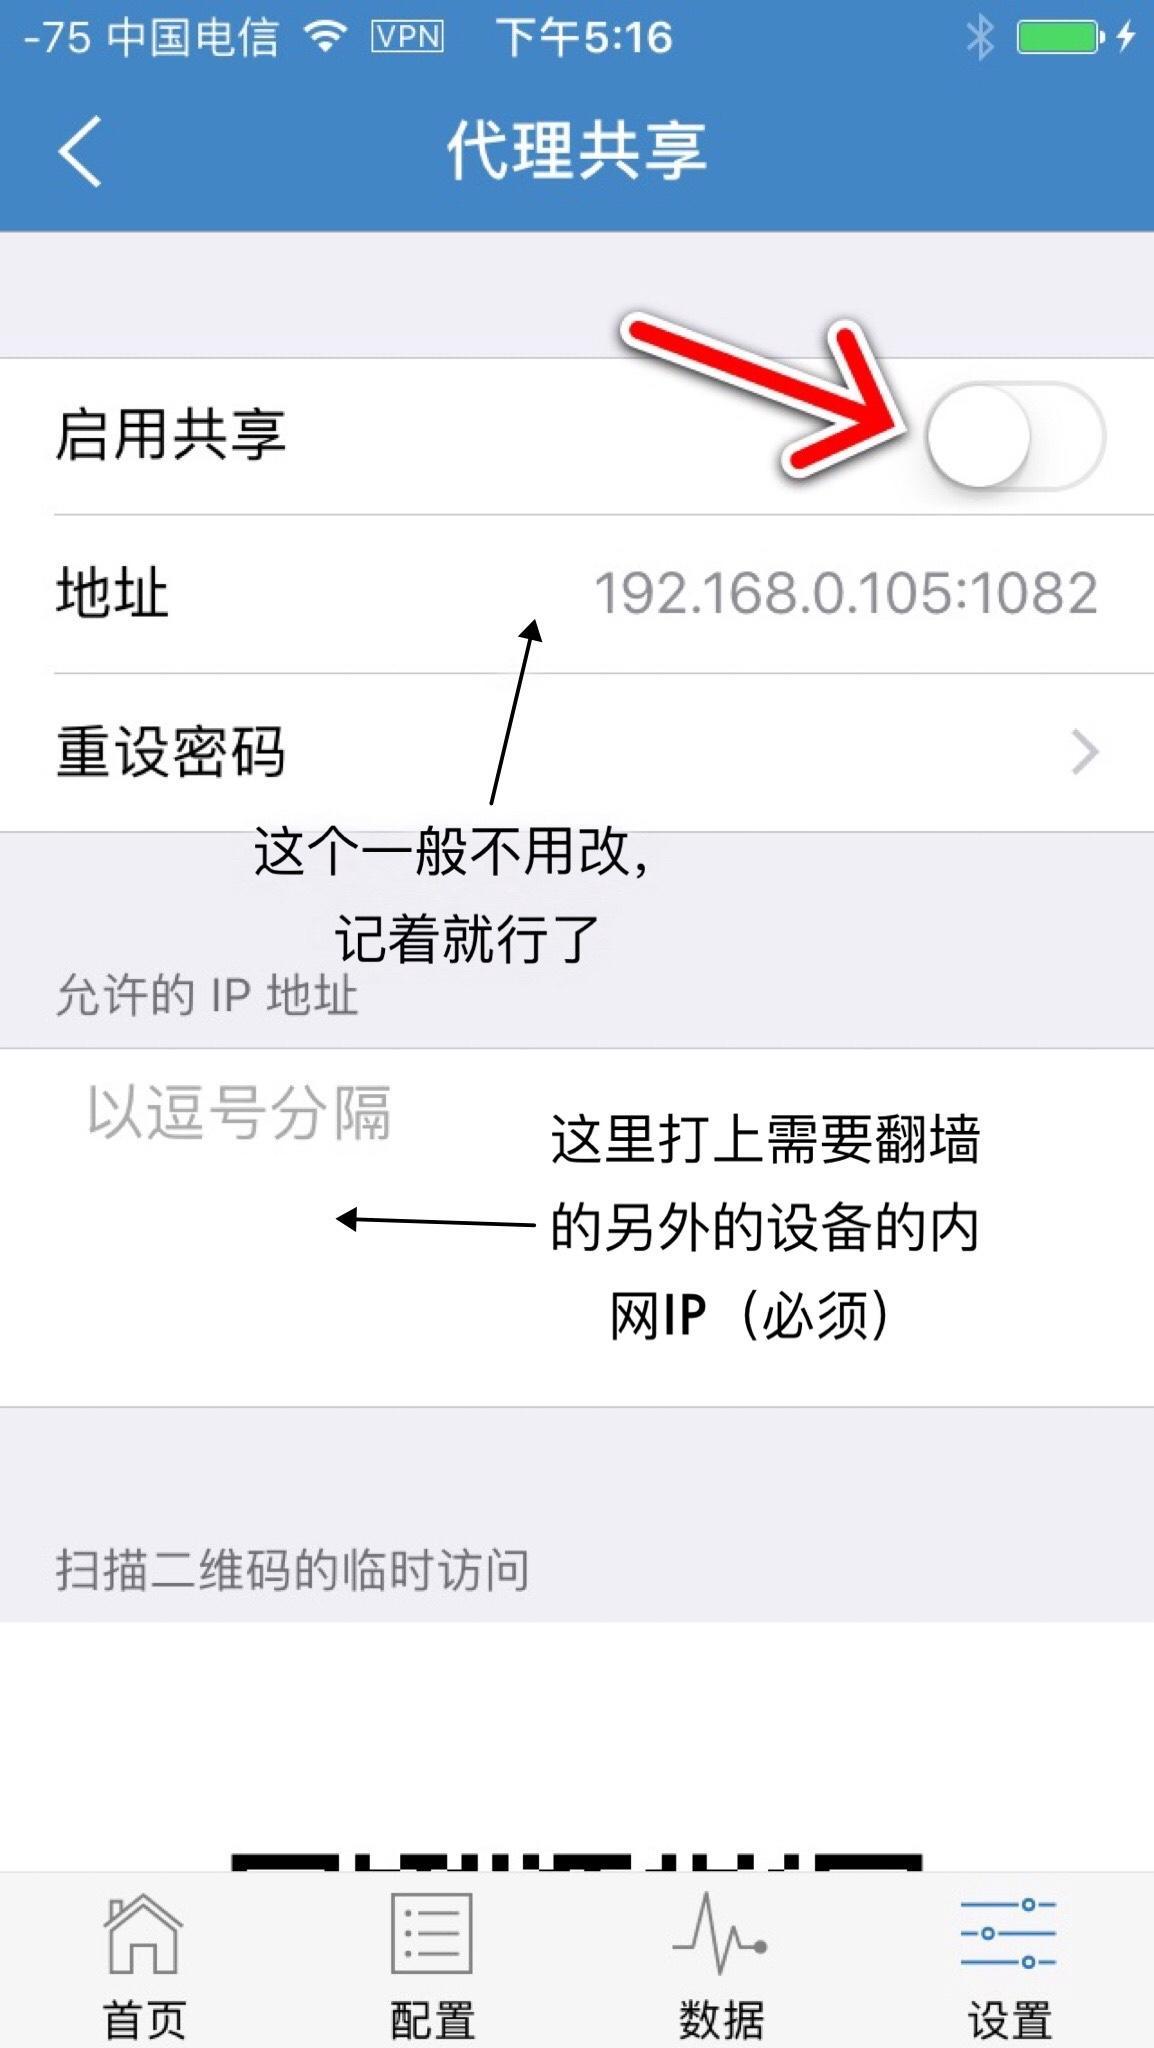 -75 中国电信 VPN 下午5:16
代理共享
启用共享
地址 192.168.0.105:1082
重设密码
这个一般不用改，
记着就行了
允许的 IP 地址
以逗号分隔
这里打上需要翻墙
的另外的设备的内
网IP（必须）
扫描二维码的临时访问
首页 配置 数据 设置